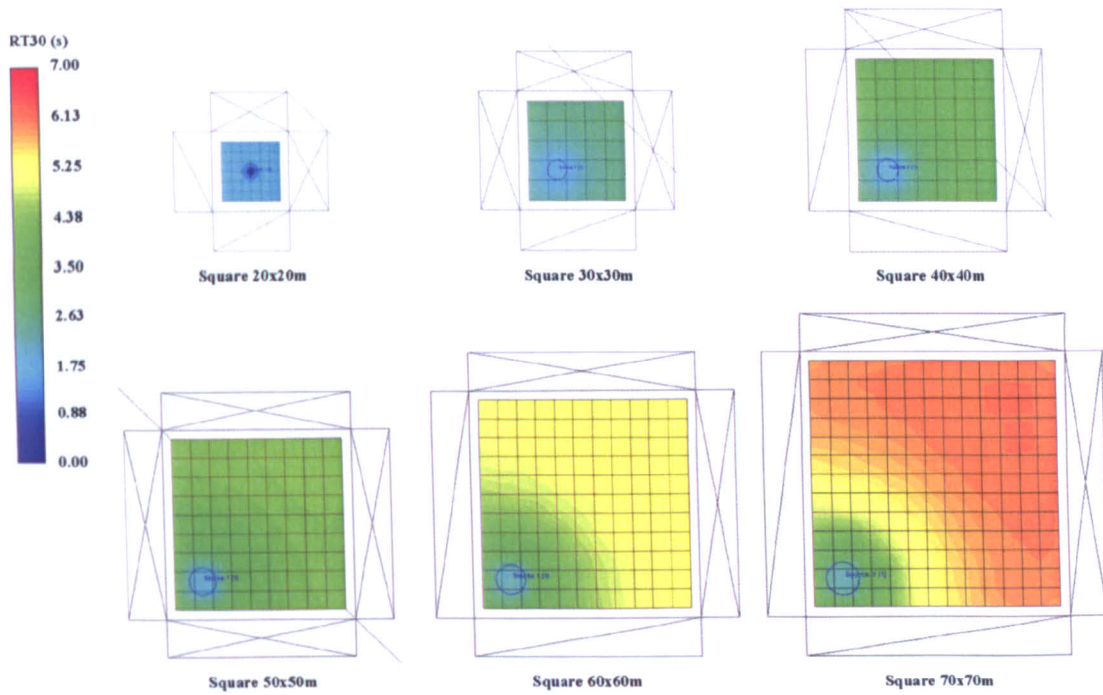 RT30 (s)
7.00
6.13
5.25
4.38
3.50
2.63
1.75
0.88
0.00
Square 20x20m
Square 30x30m
Square 40x40m
Square 50x50m
Square 60x60m
Square 70x70m